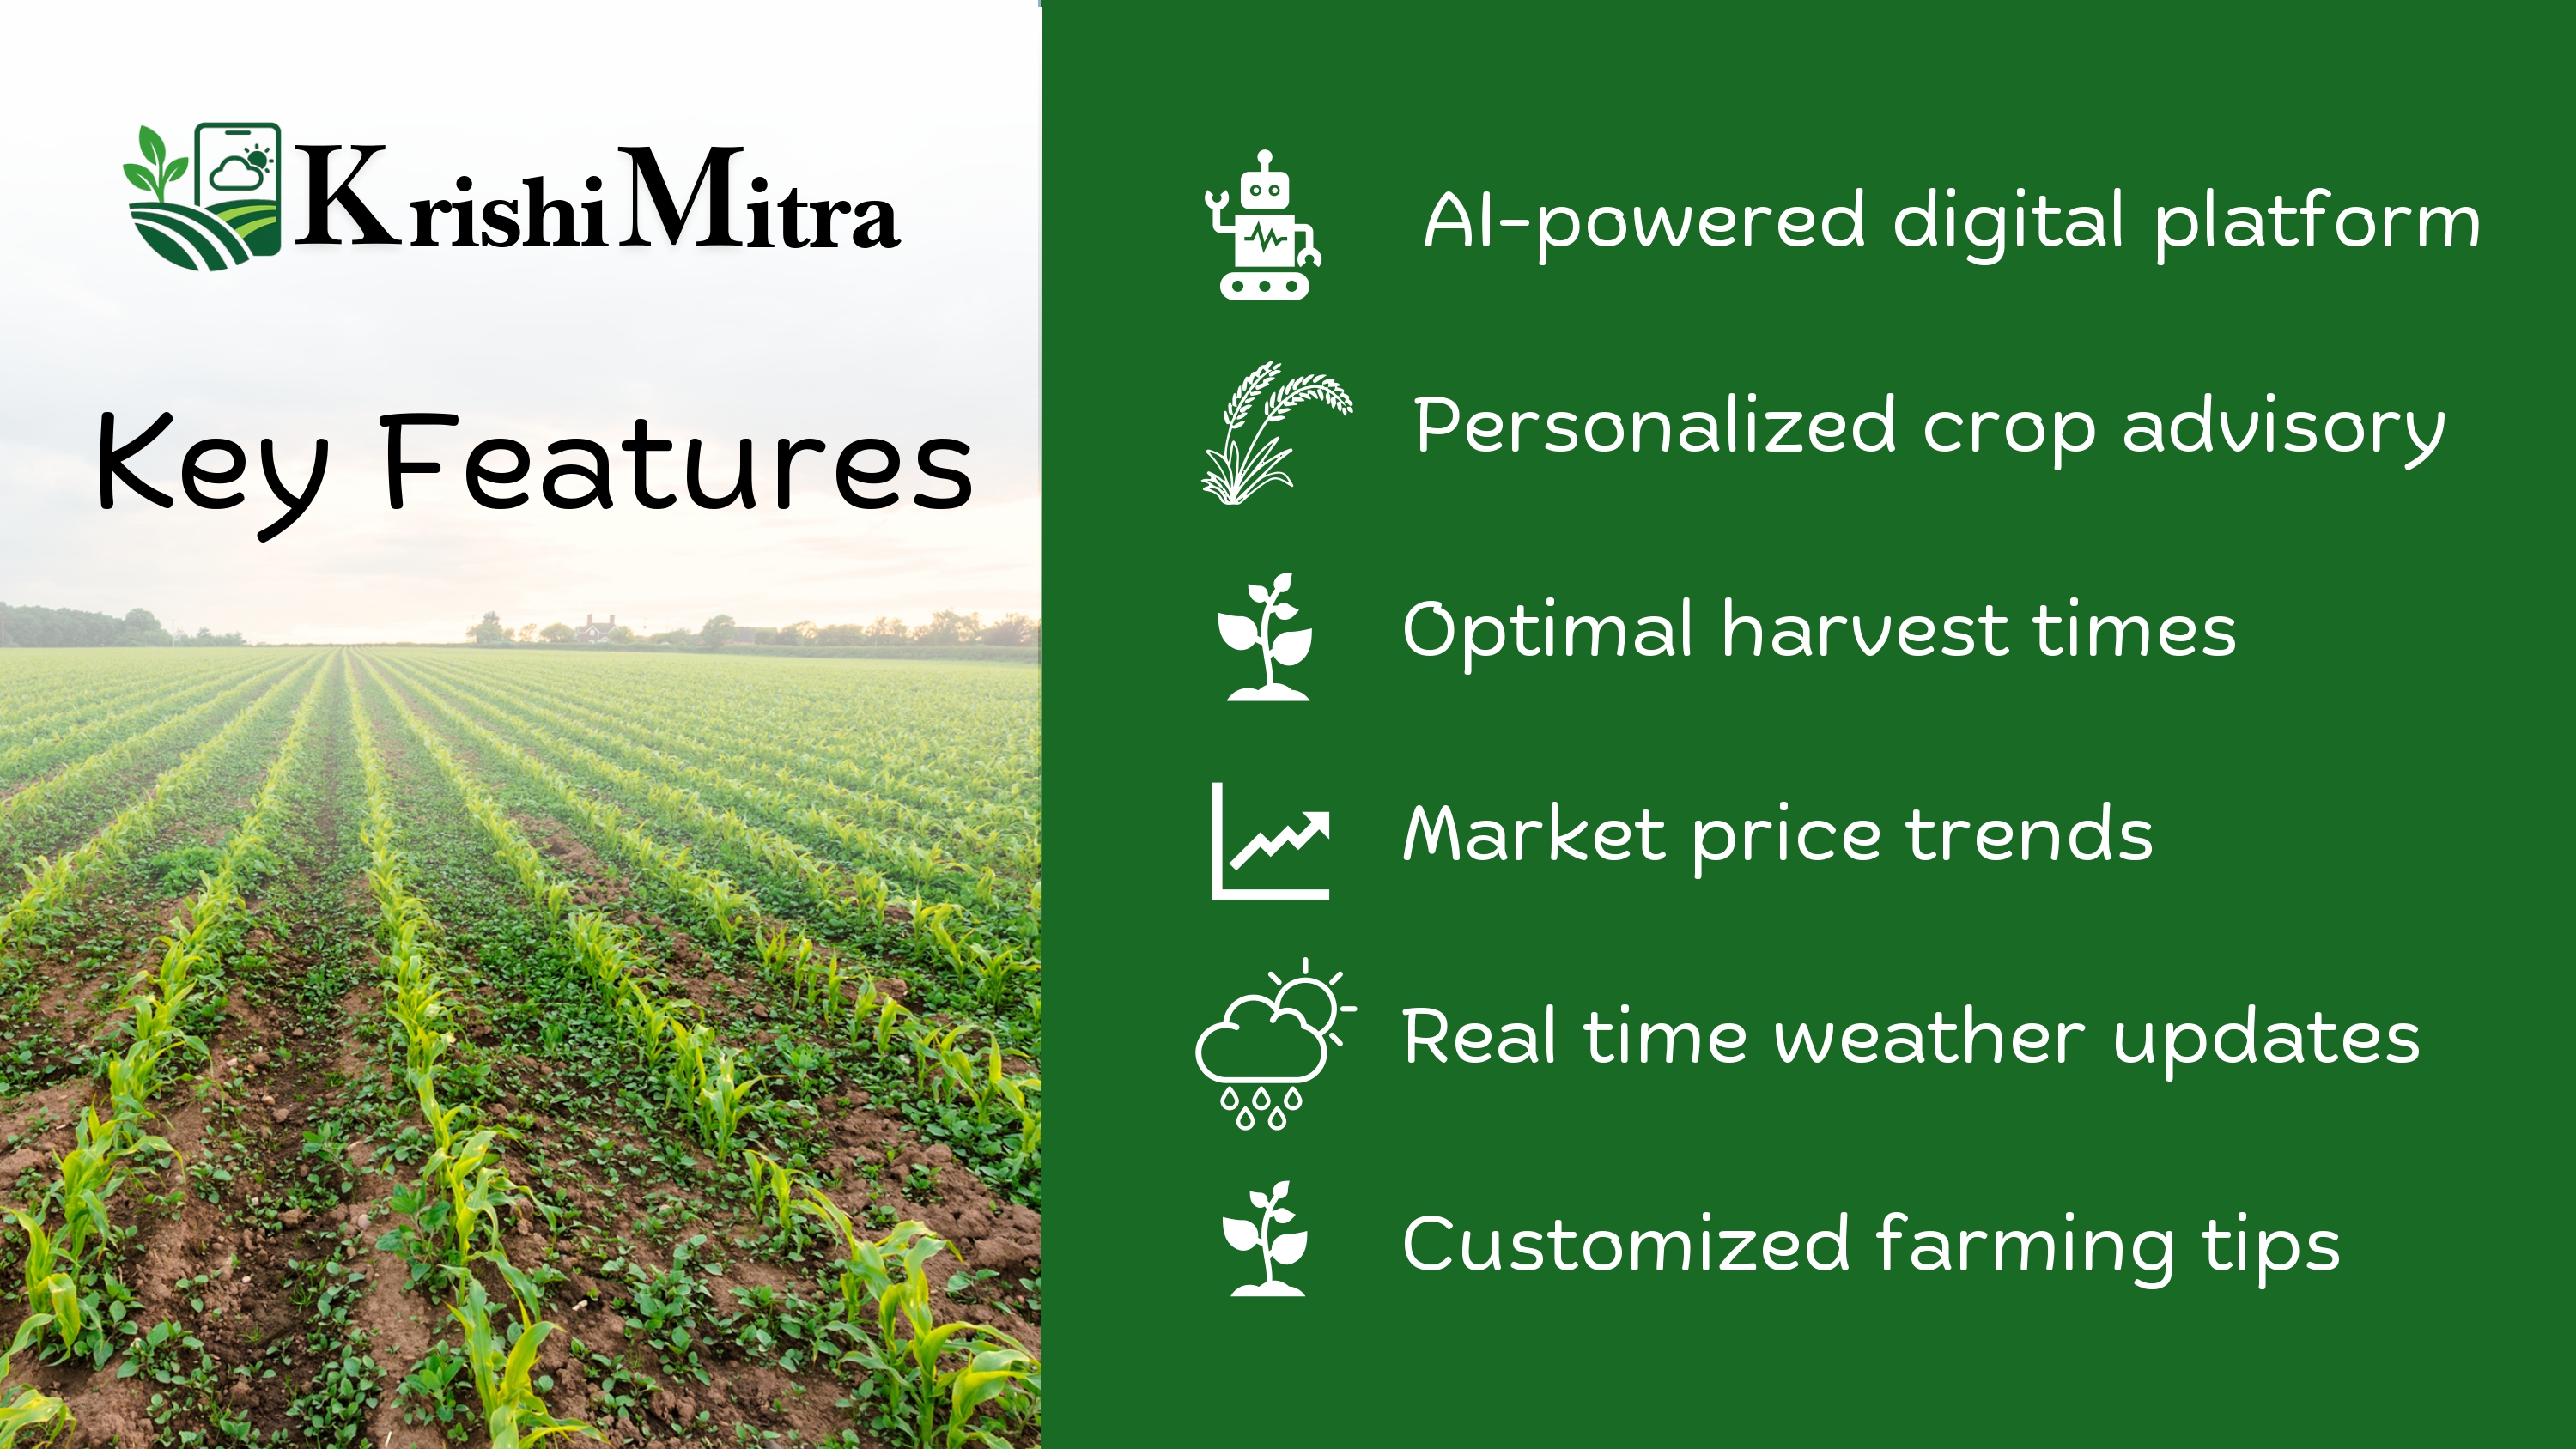 KrishiMitra
Key Features
AI-powered digital platform
Personalized crop advisory
Optimal harvest times
Market price trends
Real time weather updates
Customized farming tips